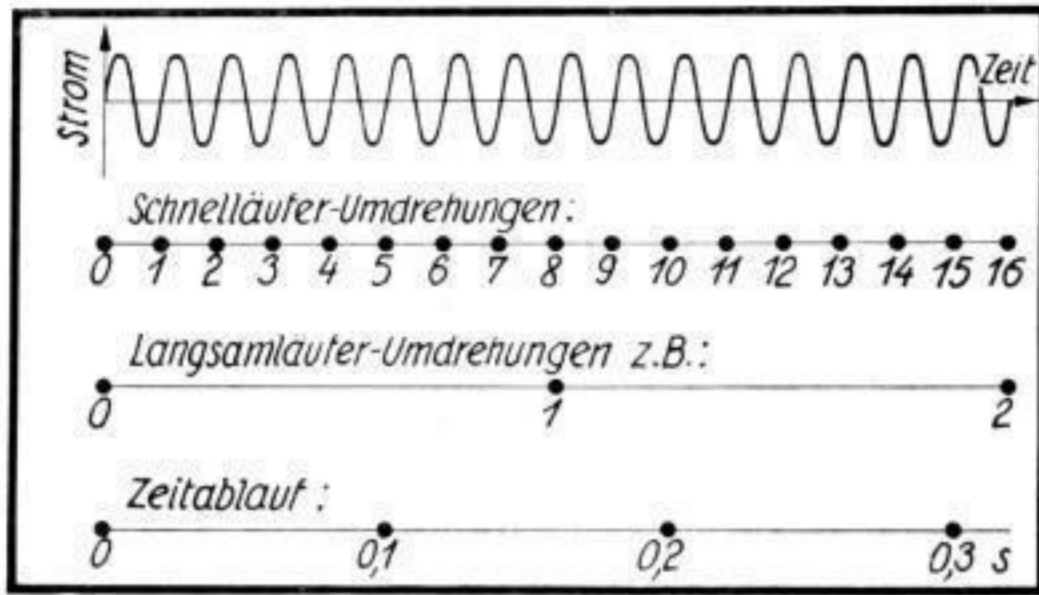 Strom
Zeit
Schnelläufer-Umdrehungen:
0 1 2 3 4 5 6 7 8 9 10 11 12 13 14 15 16
Langsamläufer-Umdrehungen z.B.:
0 1 2
Zeitablauf:
0 0,1 0,2 0,3 s